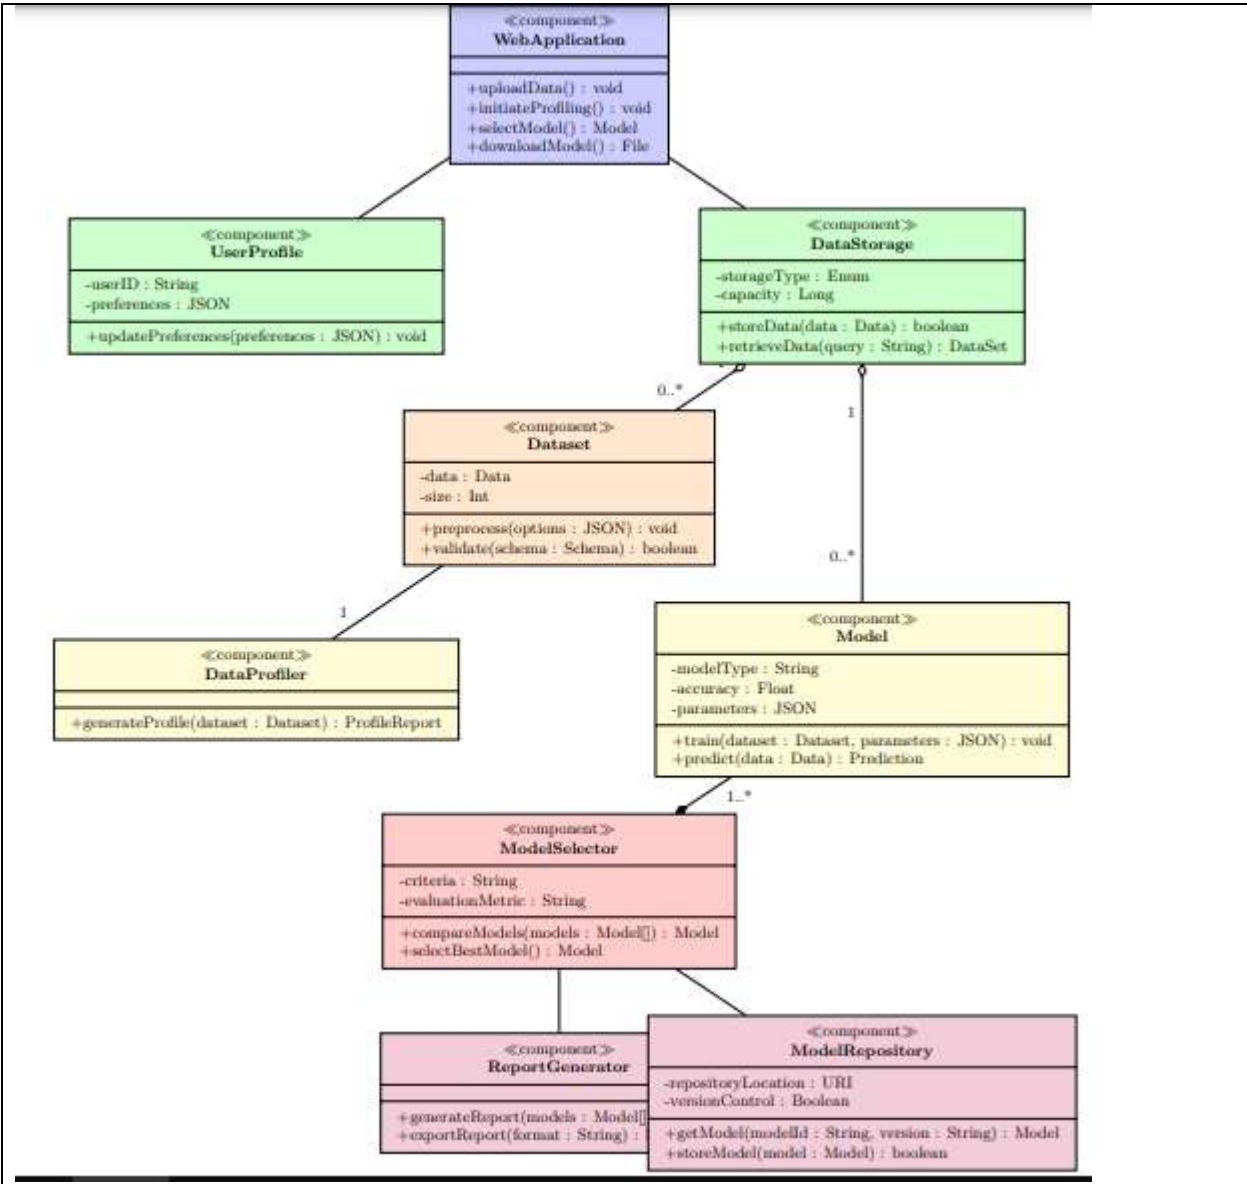 ≪component≫
WebApplication
+uploadData() : void
+initiateProfiling() : void
+selectModel() : Model
+downloadModel() : File
≪component≫
UserProfile
-userID : String
-preferences : JSON
+updatePreferences(preferences : JSON) : void
≪component≫
DataStorage
-storageType : Enum
-capacity : Long
+storeData(data : Data) : boolean
+retrieveData(query : String) : DataSet
0..*
1
≪component≫
Dataset
-data : Data
-size : Int
+preprocess(options : JSON) : void
+validate(schema : Schema) : boolean
0..*
1
≪component≫
DataProfiler
+generateProfile(dataset : Dataset) : ProfileReport
≪component≫
Model
-modelType : String
-accuracy : Float
-parameters : JSON
+train(dataset : Dataset, parameters : JSON) : void
+predict(data : Data) : Prediction
1..*
≪component≫
ModelSelector
-criteria : String
-evaluationMetric : String
+compareModels(models : Model[]) : Model
+selectBestModel() : Model
≪component≫
ReportGenerator
+generateReport(models : Model[]
+exportReport(format : String) :
≪component≫
ModelRepository
-repositoryLocation : URI
-versionControl : Boolean
+getModel(modelId : String, version : String) : Model
+storeModel(model : Model) : boolean